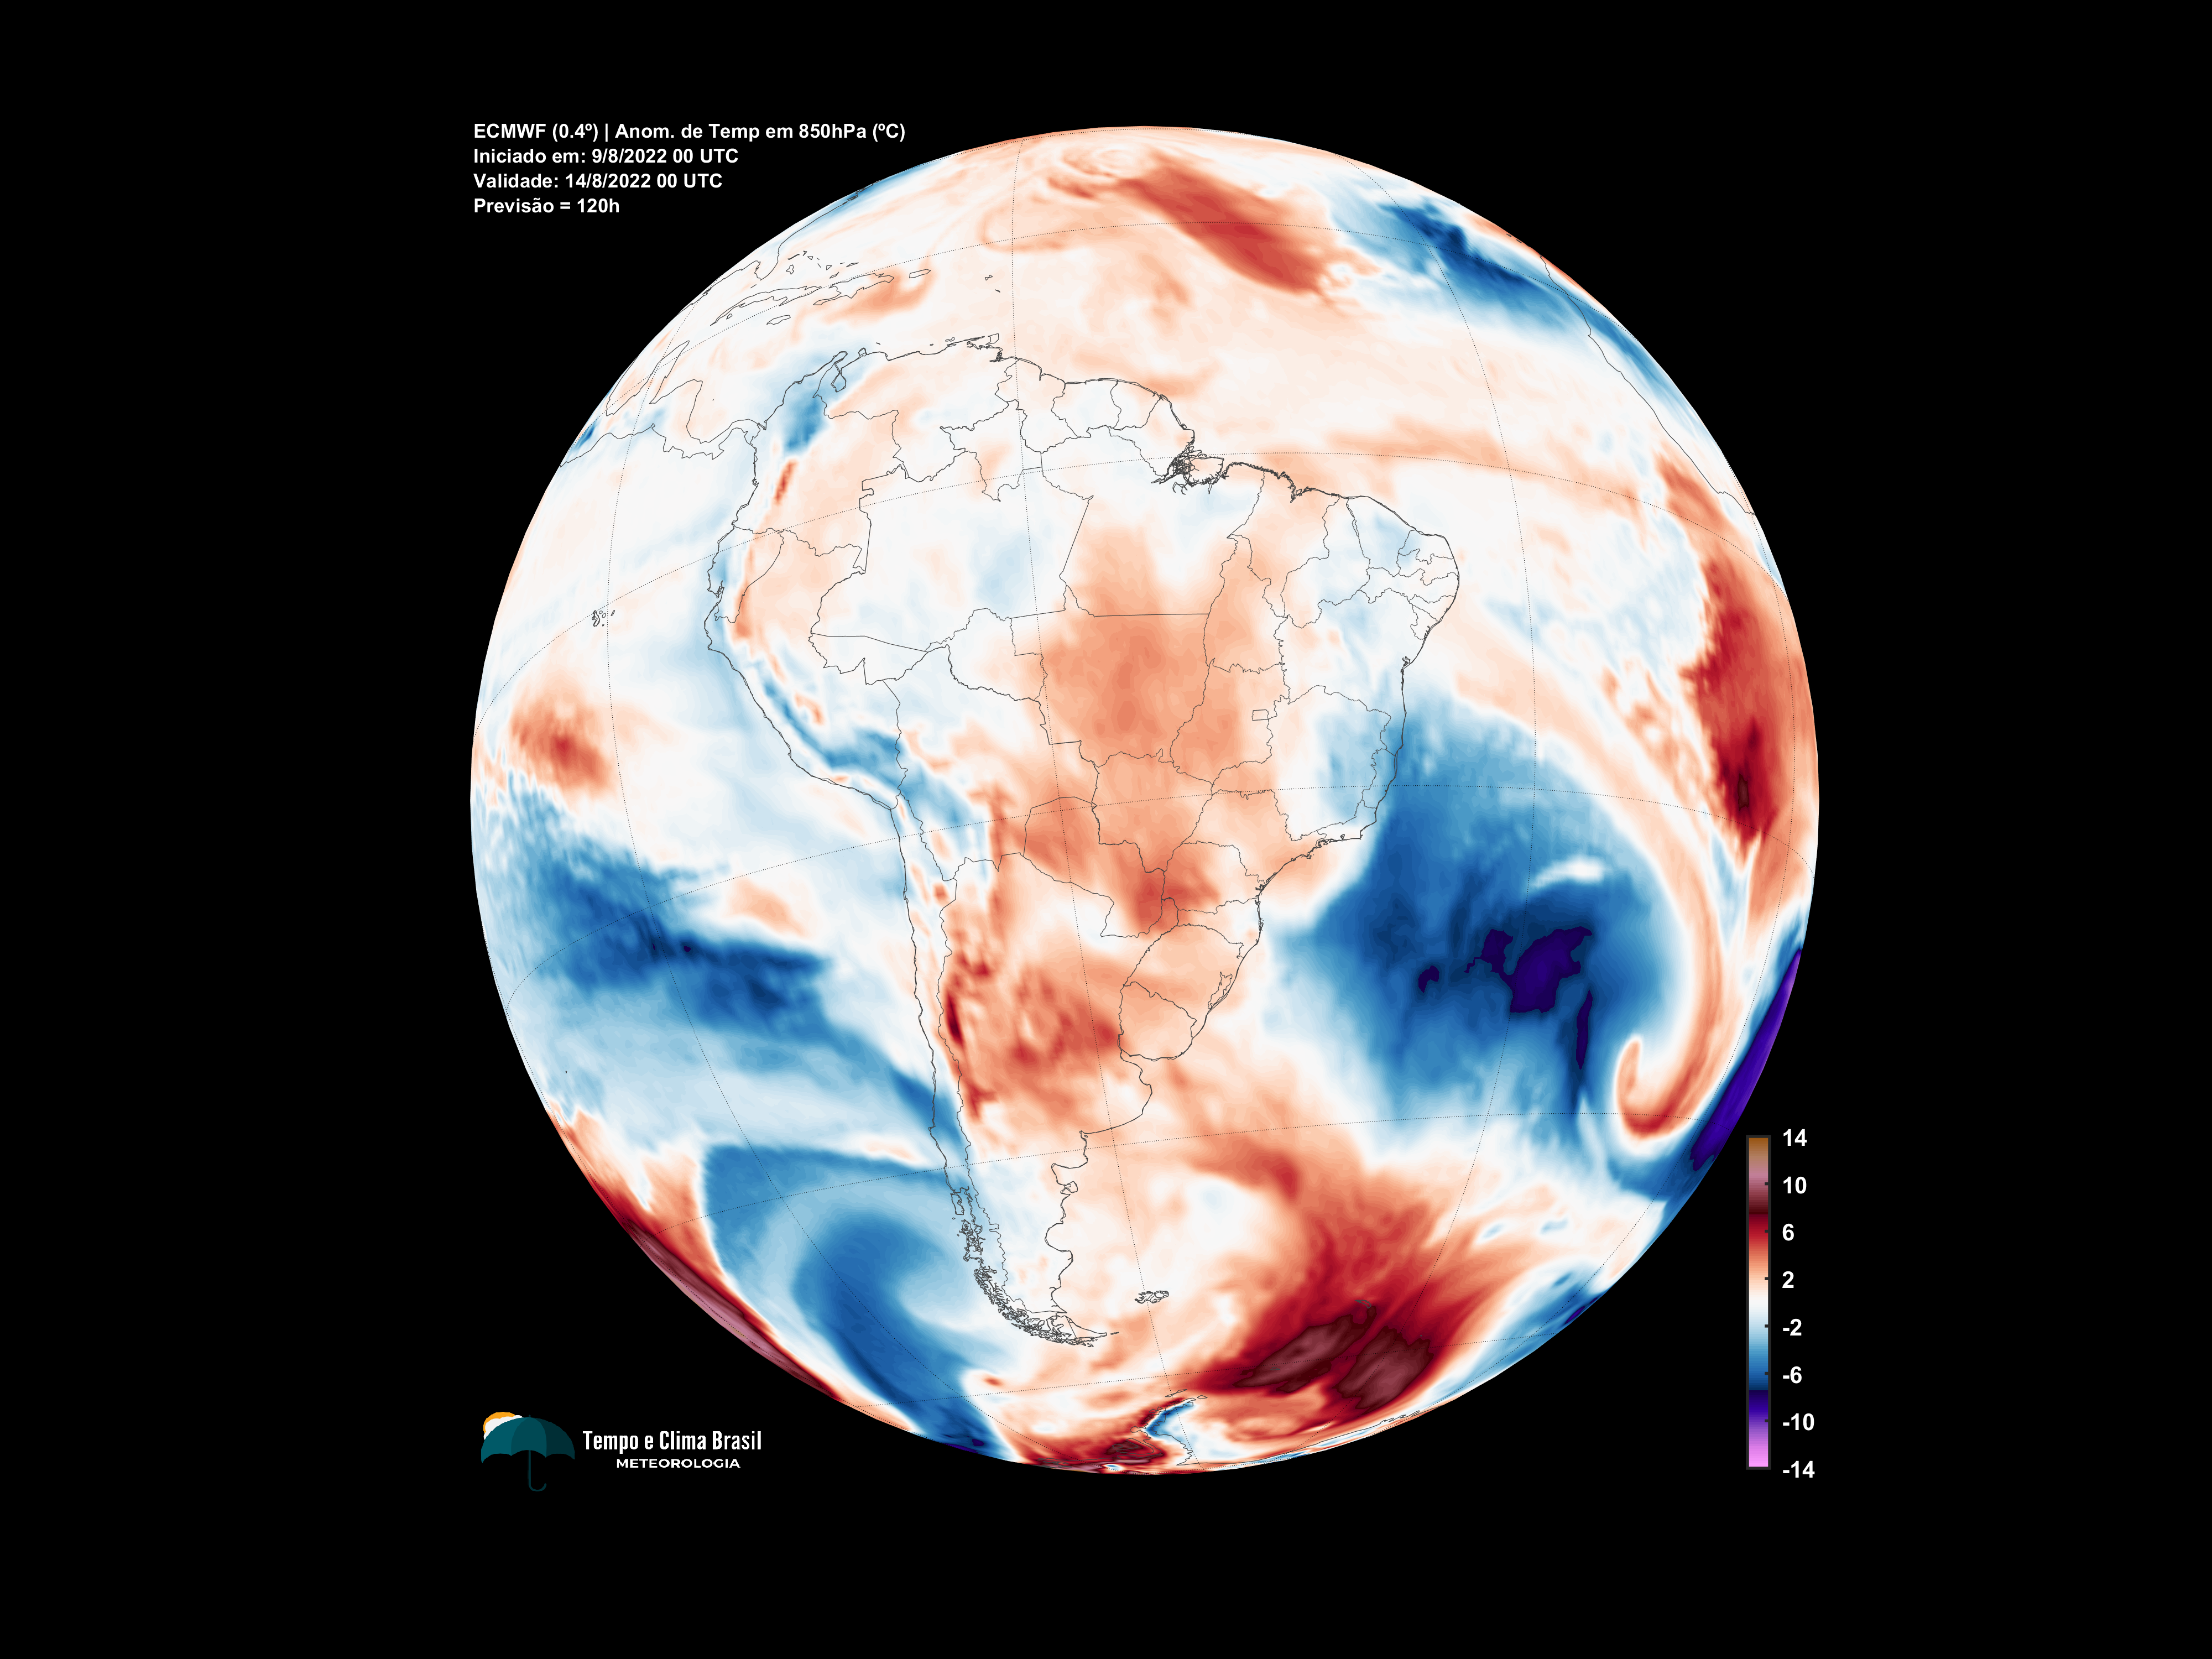 ECMWF (0.4º) | Anom. de Temp em 850hPa (ºC)
Iniciado em: 9/8/2022 00 UTC
Validade: 14/8/2022 00 UTC
Previsão = 120h
14
10
6
2
-2
-6
-10
-14
Tempo e Clima Brasil
METEOROLOGIA